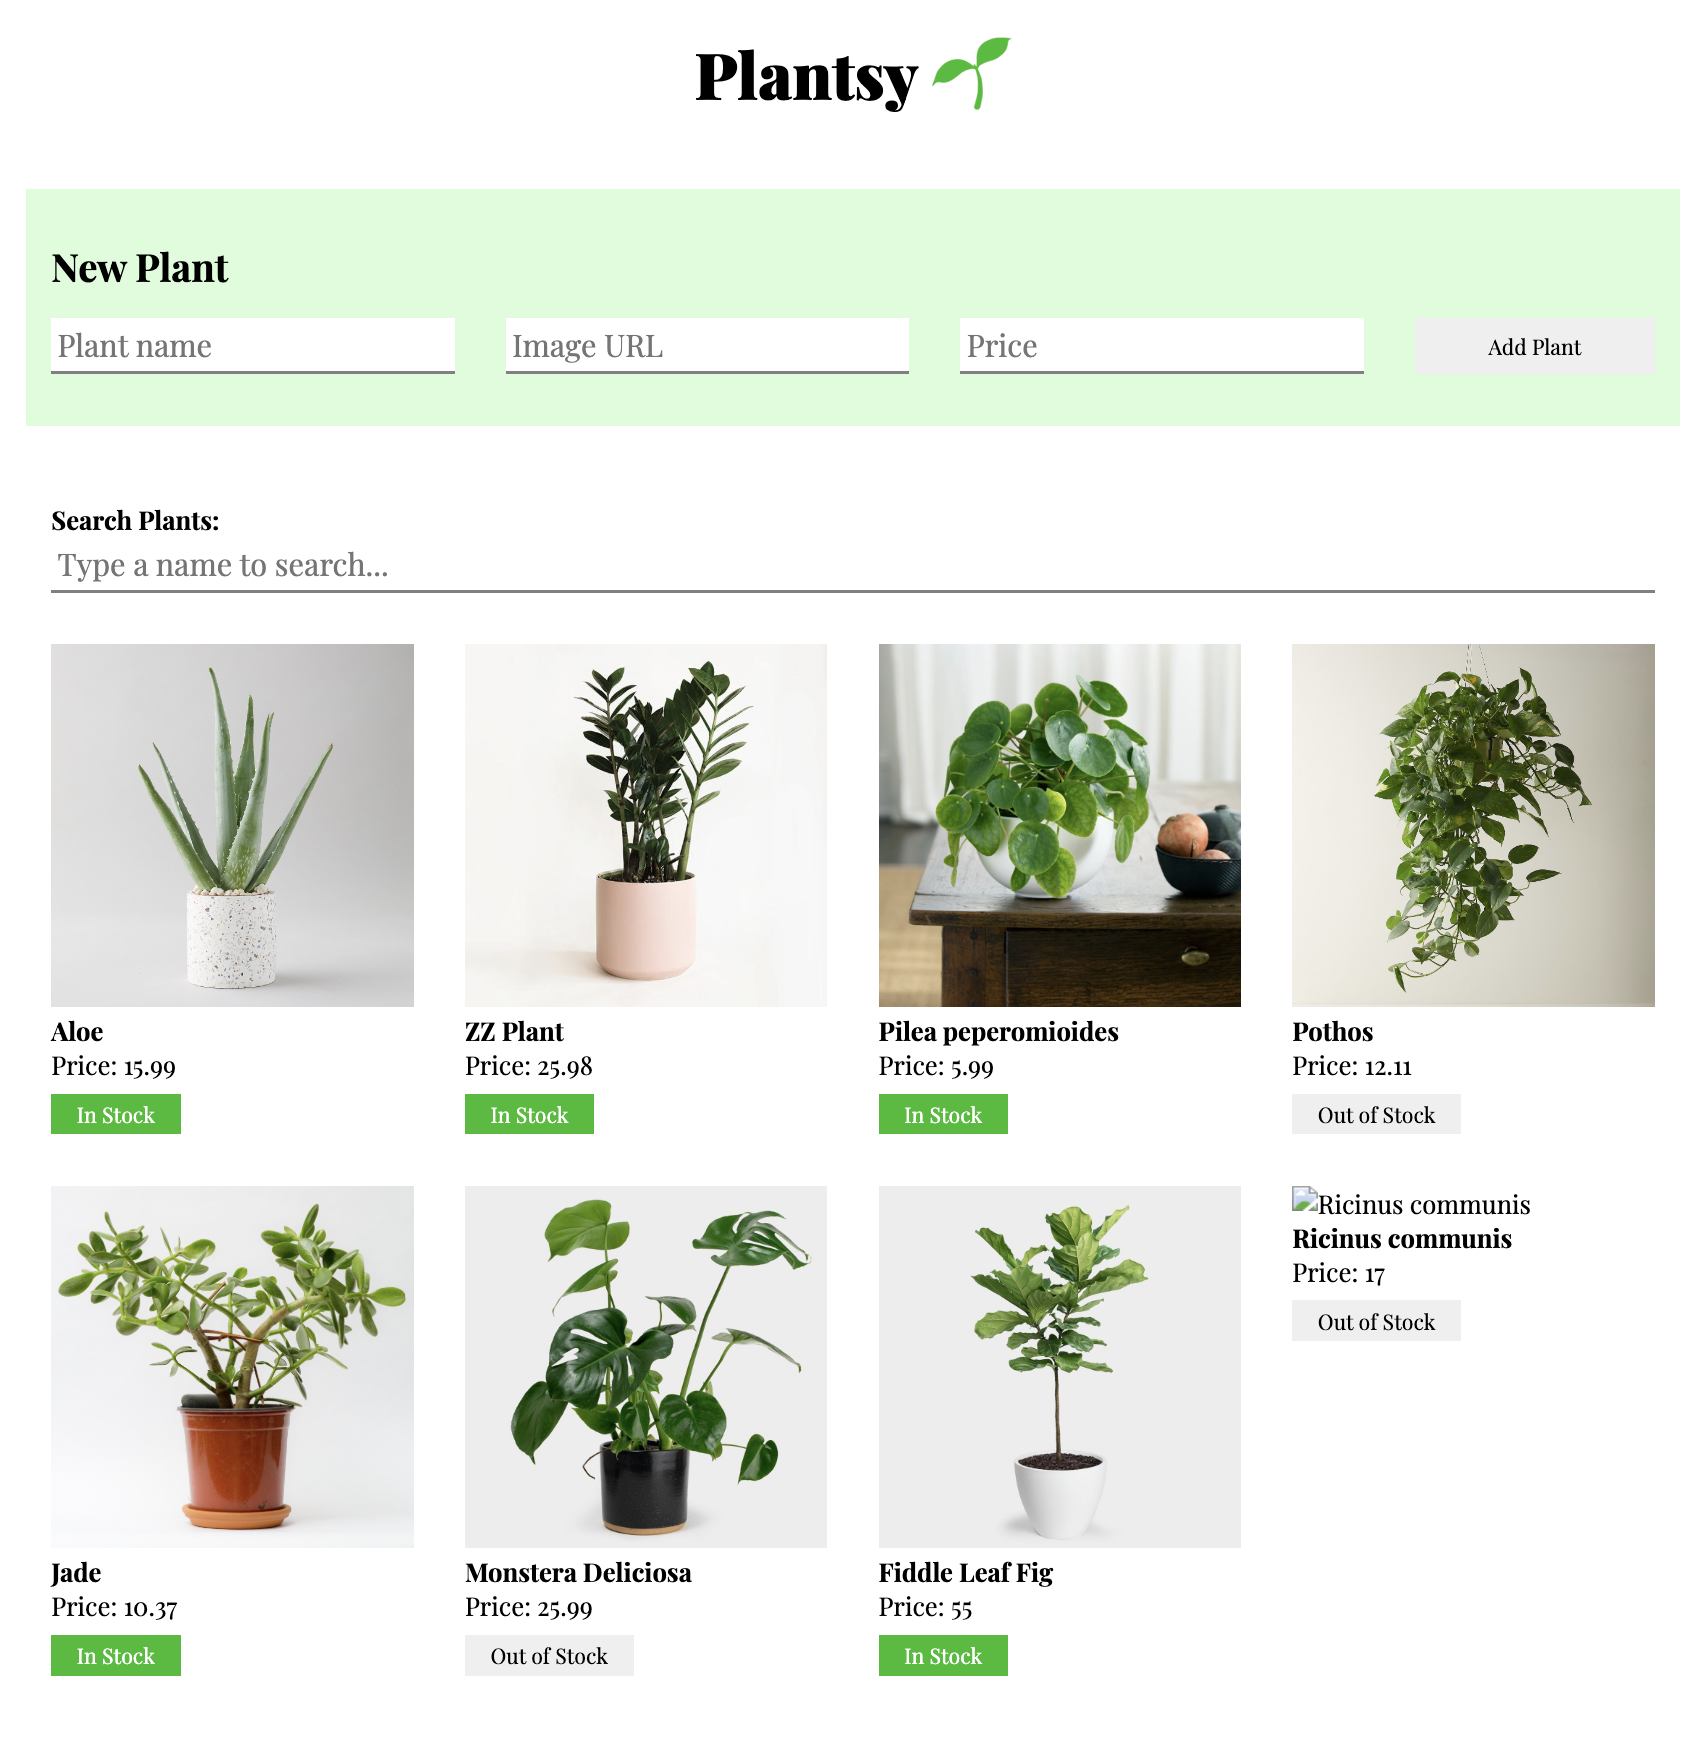 Plantsy
New Plant
Plant name
Image URL
Price
Add Plant
Search Plants:
Type a name to search...
Aloe
Price: 15.99
In Stock
ZZ Plant
Price: 25.98
In Stock
Pilea peperomioides
Price: 5.99
In Stock
Pothos
Price: 12.11
Out of Stock
Jade
Price: 10.37
In Stock
Monstera Deliciosa
Price: 25.99
Out of Stock
Fiddle Leaf Fig
Price: 55
In Stock
Ricinus communis
Ricinus communis
Price: 17
Out of Stock